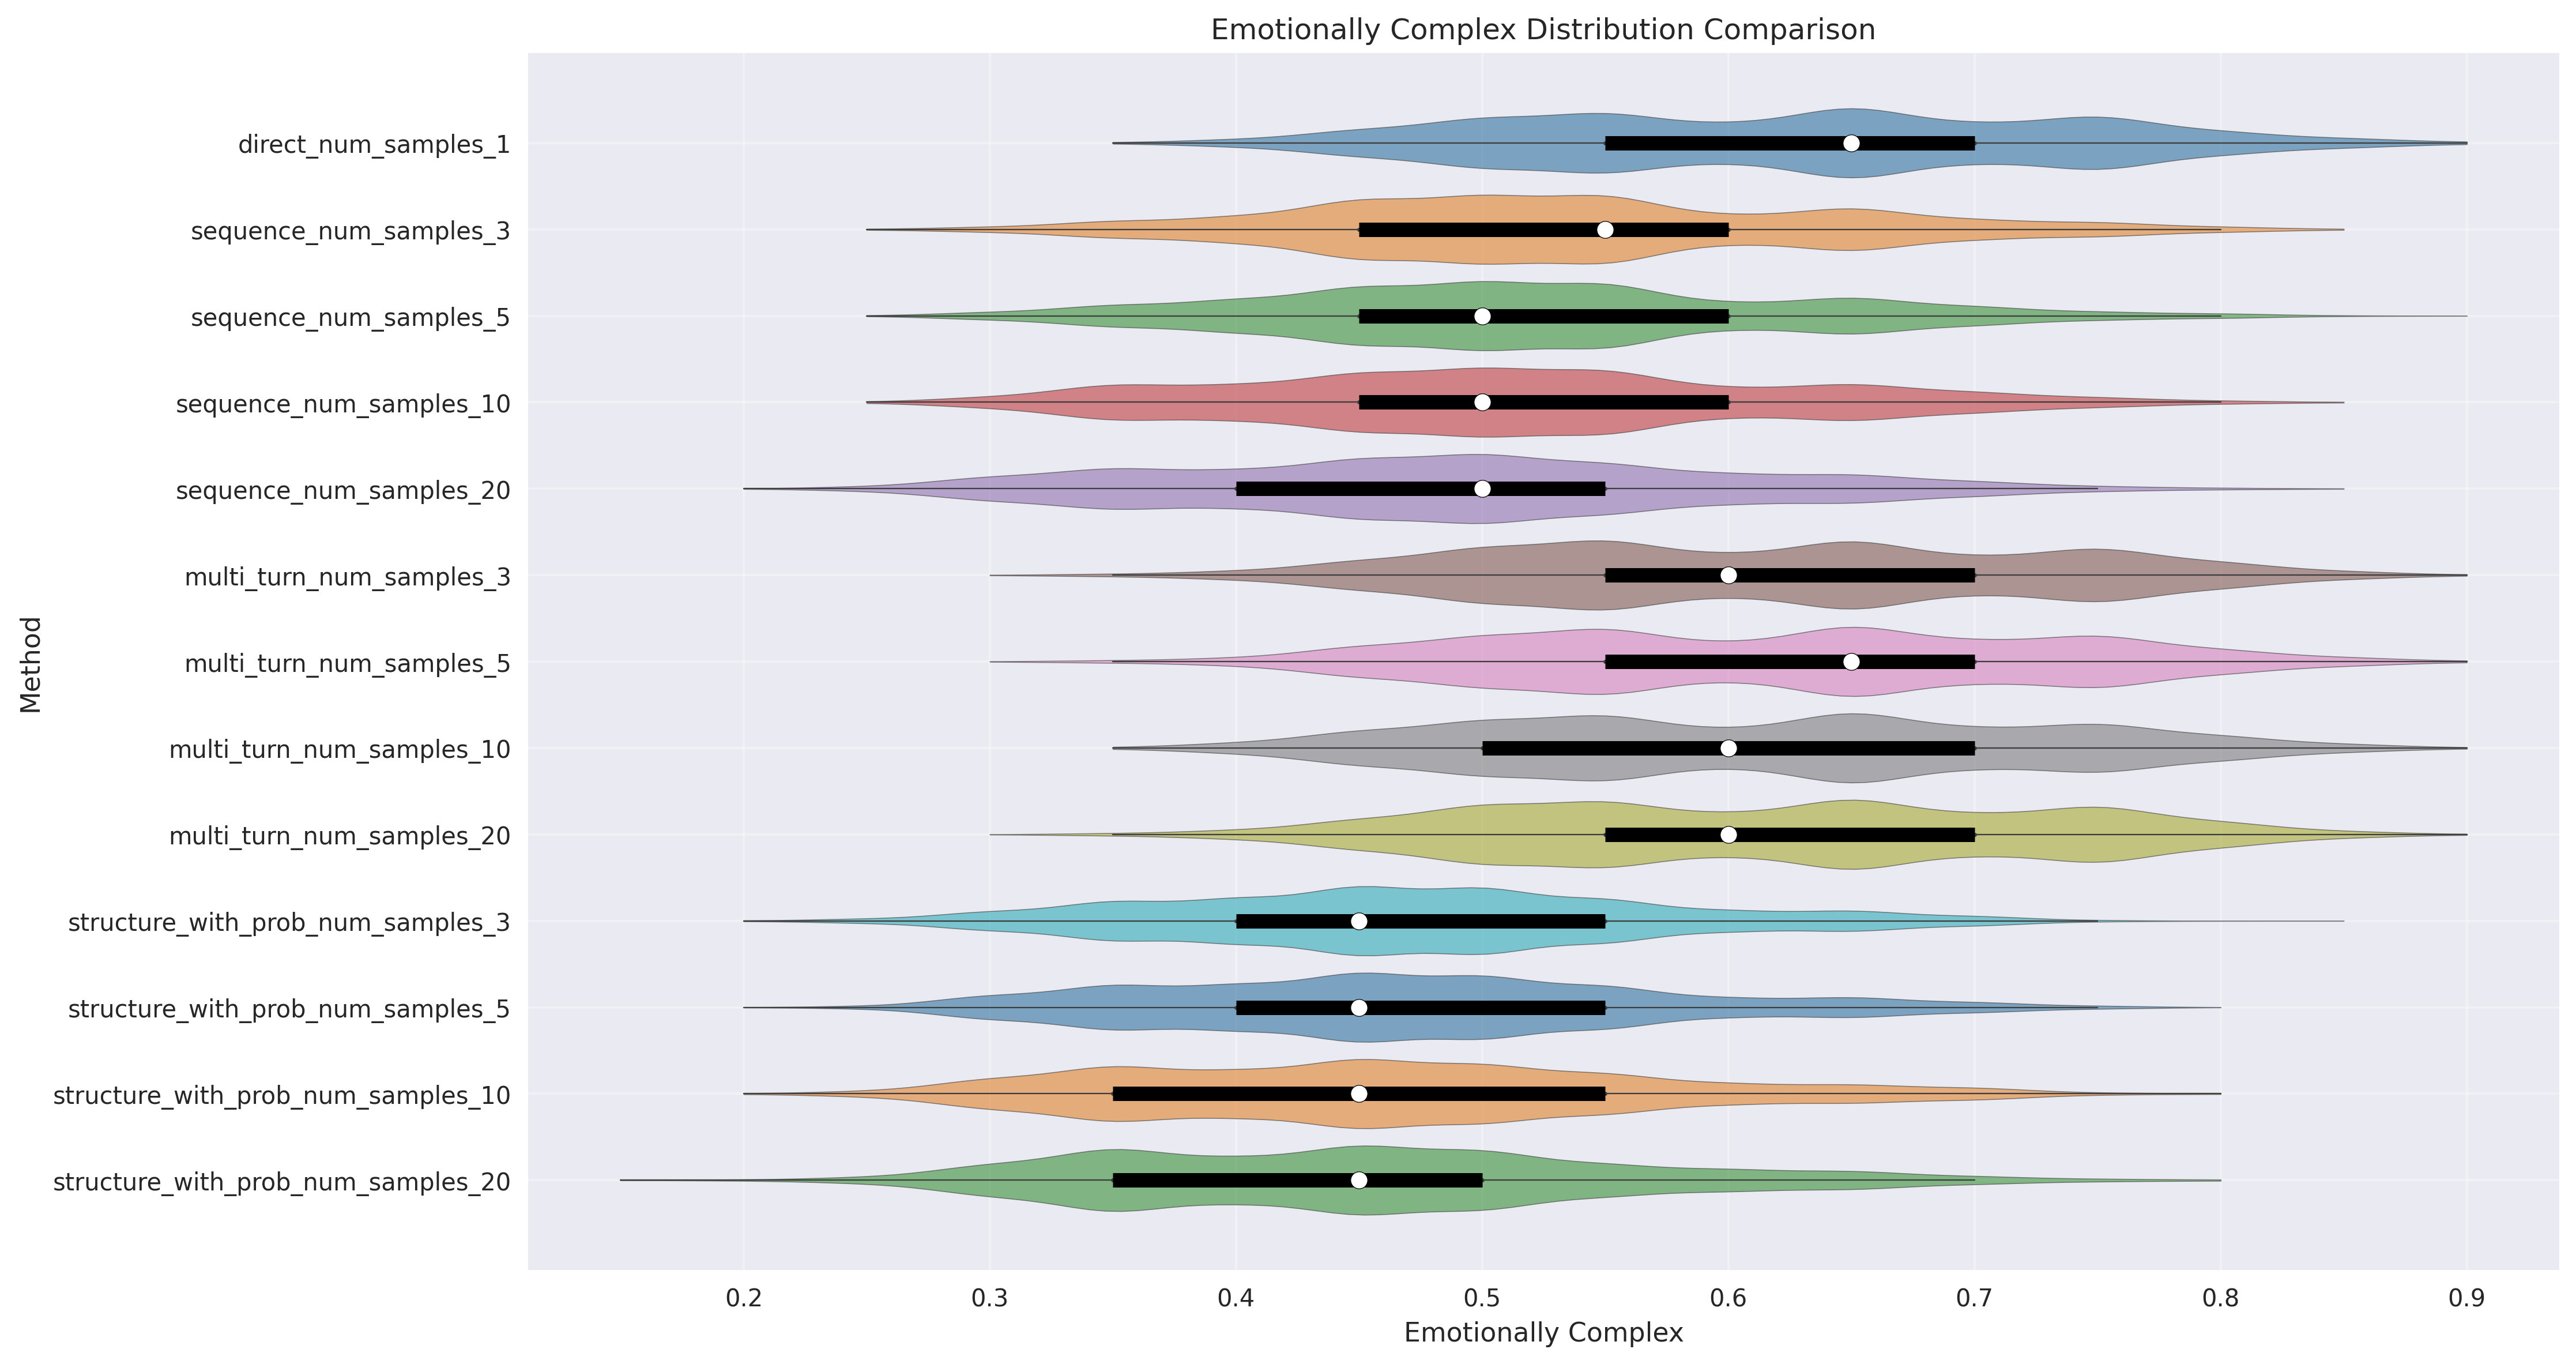 Emotionally Complex Distribution Comparison
Method
direct_num_samples_1
sequence_num_samples_3
sequence_num_samples_5
sequence_num_samples_10
sequence_num_samples_20
multi_turn_num_samples_3
multi_turn_num_samples_5
multi_turn_num_samples_10
multi_turn_num_samples_20
structure_with_prob_num_samples_3
structure_with_prob_num_samples_5
structure_with_prob_num_samples_10
structure_with_prob_num_samples_20
0.2 0.3 0.4 0.5 0.6 0.7 0.8 0.9
Emotionally Complex